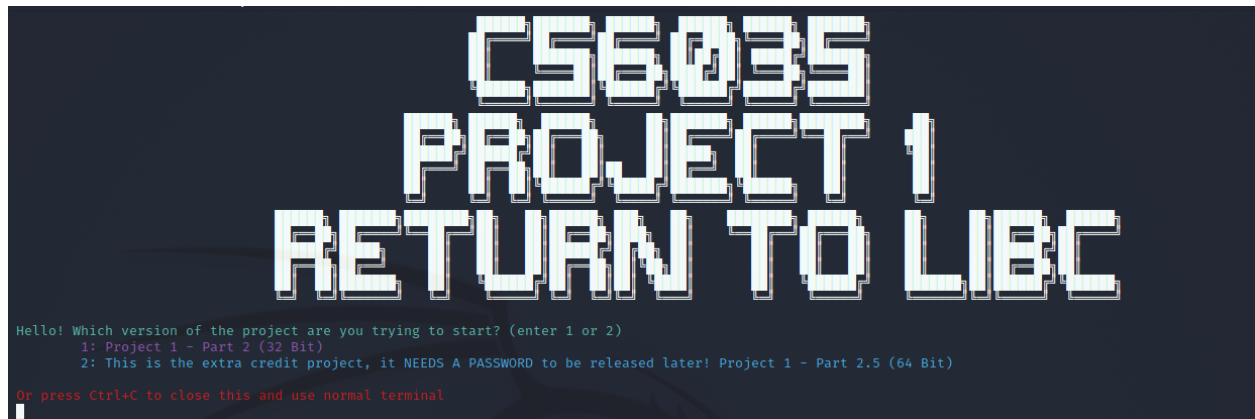 CS6035
PROJECT 1
RETURN TO LIBC
Hello! Which version of the project are you trying to start? (enter 1 or 2)
1: Project 1 - Part 2 (32 Bit)
2: This is the extra credit project, it NEEDS A PASSWORD to be released later! Project 1 - Part 2.5 (64 Bit)
Or press Ctrl+C to close this and use normal terminal